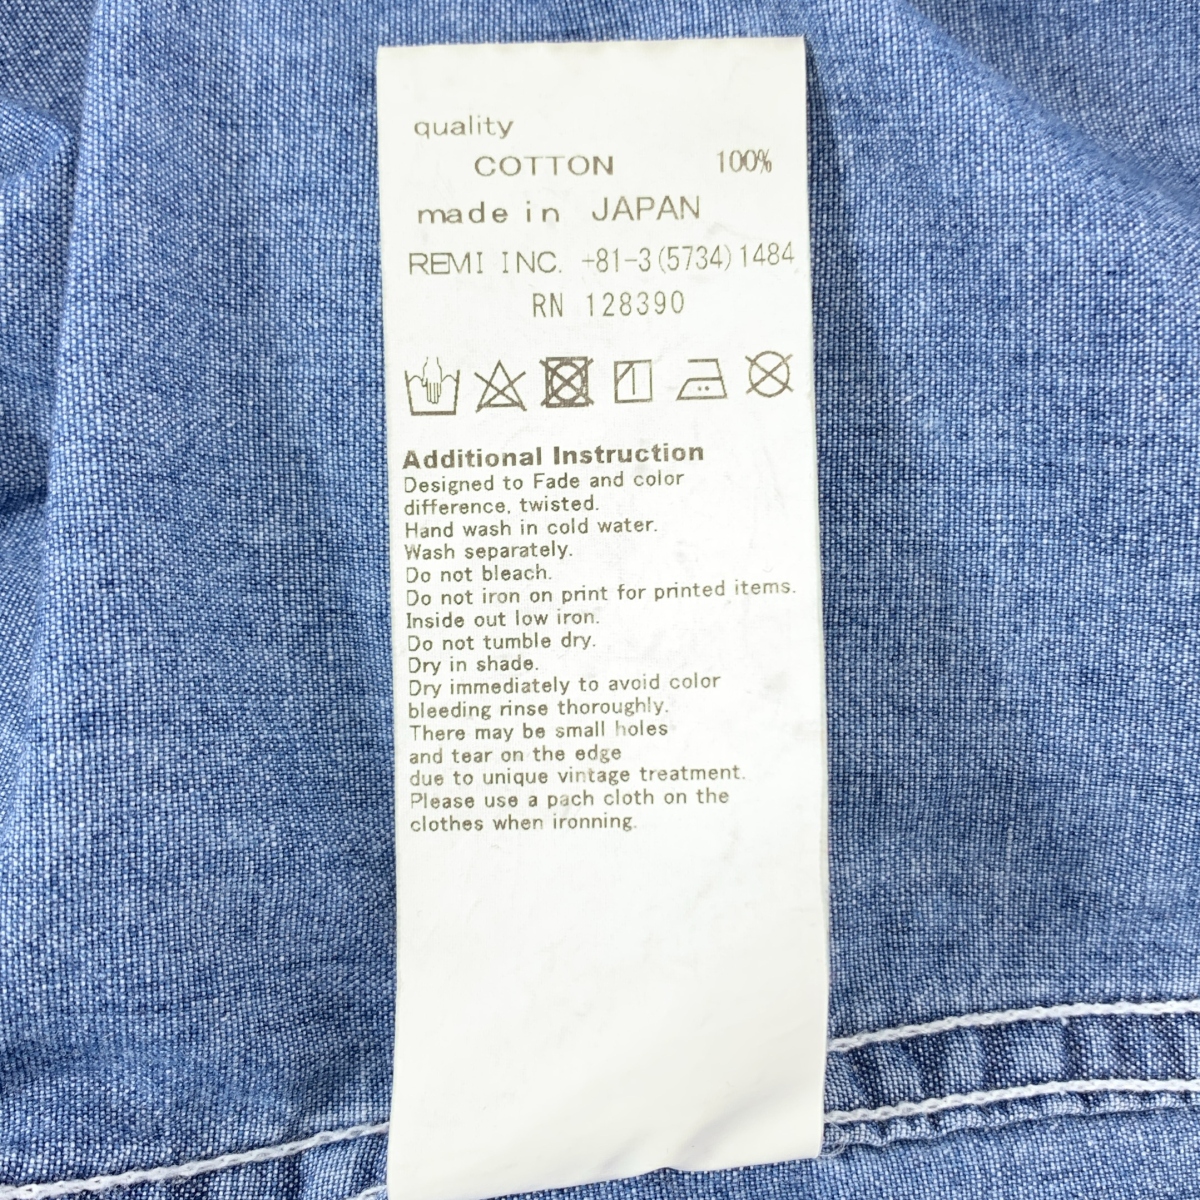 quality
COTTON 100%
made in JAPAN
REMI INC. +81-3(5734)1484
RN 128390
Additional Instruction
Designed to Fade and color
difference, twisted.
Hand wash in cold water.
Wash separately.
Do not bleach.
Do not iron on print for printed items.
Inside out low iron.
Do not tumble dry.
Dry in shade.
Dry immediately to avoid color
bleeding rinse thoroughly.
There may be small holes
and tear on the edge
due to unique vintage treatment.
Please use a pach cloth on the
clothes when ironning.